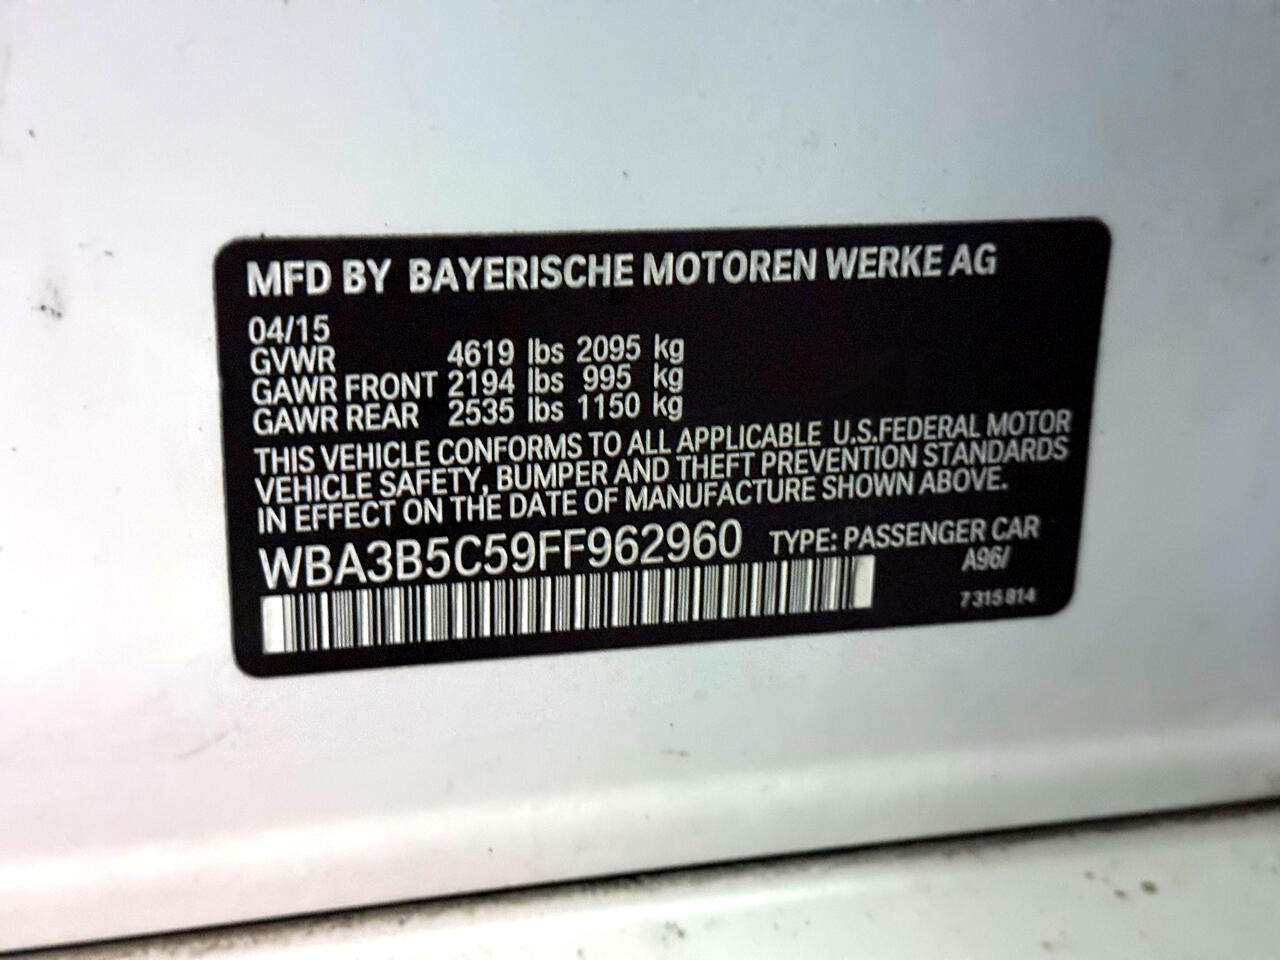 MFD BY BAYERISCHE MOTOREN WERKE AG
04/15
GVWR 4619 lbs 2095 kg
GAWR FRONT 2194 lbs 995 kg
GAWR REAR 2535 lbs 1150 kg
THIS VEHICLE CONFORMS TO ALL APPLICABLE U.S.FEDERAL MOTOR
VEHICLE SAFETY, BUMPER AND THEFT PREVENTION STANDARDS
IN EFFECT ON THE DATE OF MANUFACTURE SHOWN ABOVE.
WBA3B5C59FF962960 TYPE: PASSENGER CAR
A96/
7 315 814